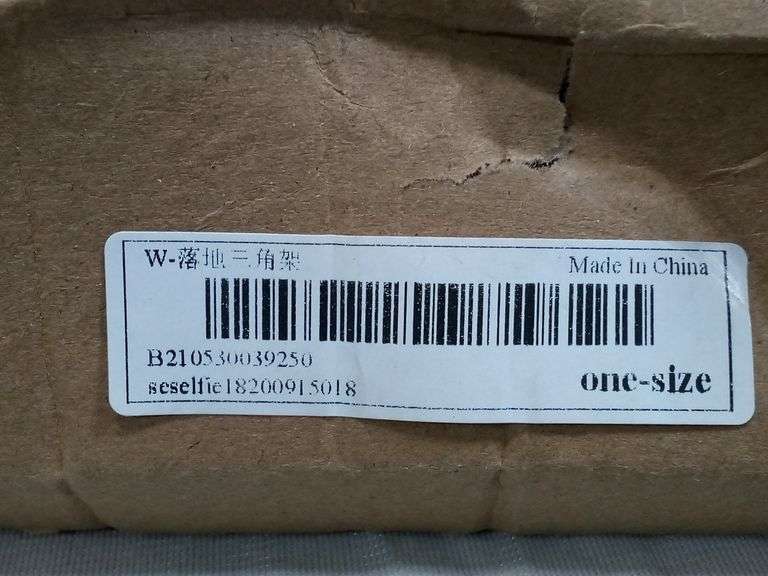 W-落地三角架
Made In China
B210530039250
seselfie18200915018
one-size